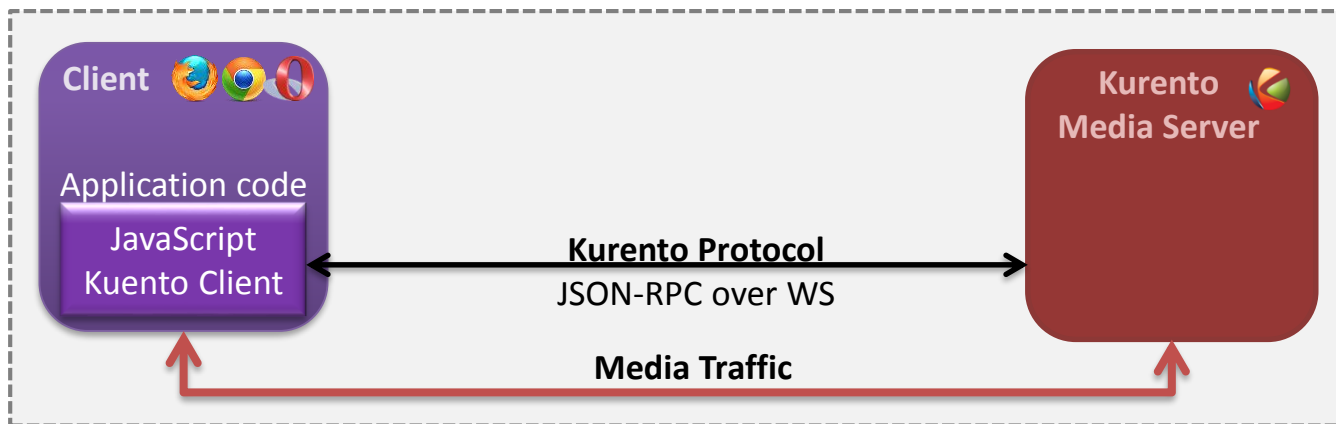 Client
Kurento
Media Server
Application code
JavaScript
Kuento Client
Kurento Protocol
JSON-RPC over WS
Media Traffic